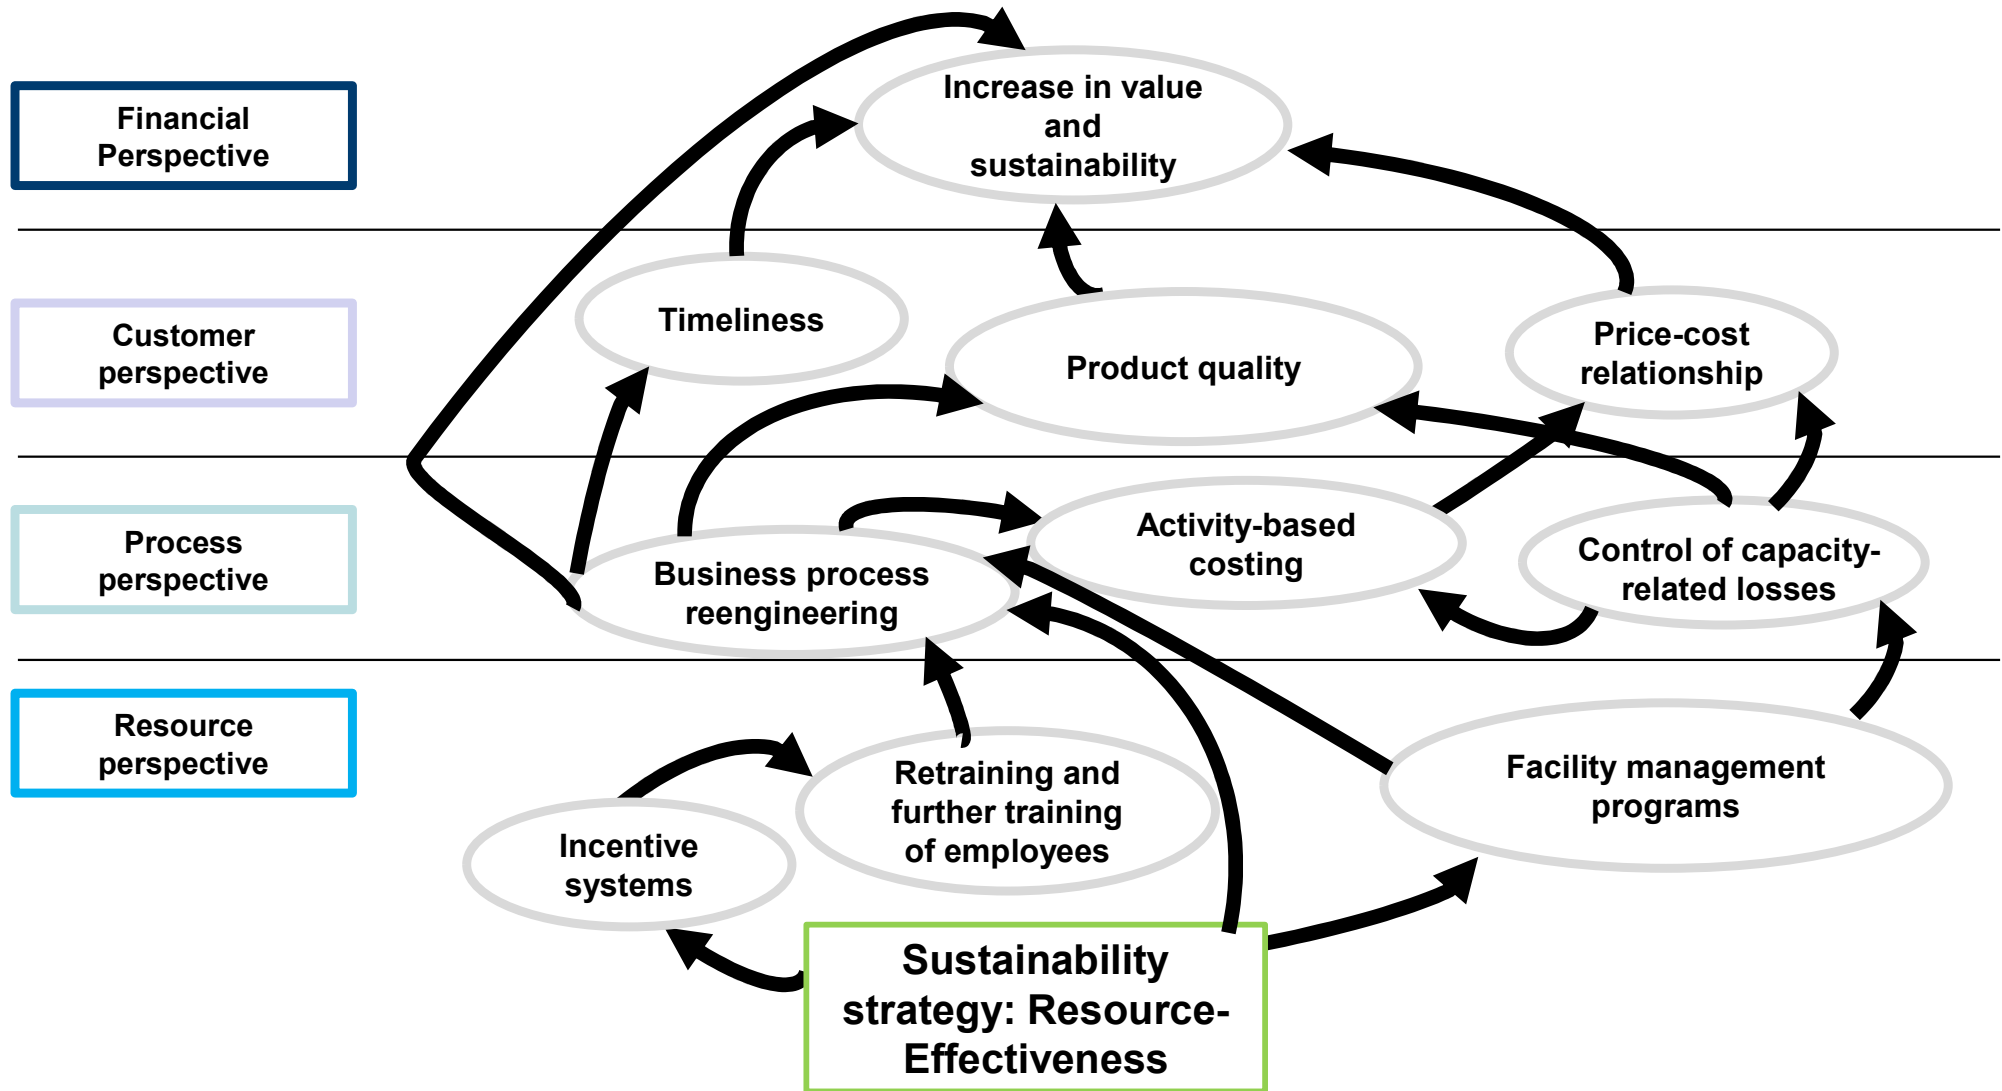 Financial
Perspective
Increase in value
and
sustainability
Customer
perspective
Timeliness
Product quality
Price-cost
relationship
Process
perspective
Business process
reengineering
Activity-based
costing
Control of capacity-
related losses
Resource
perspective
Incentive
systems
Retraining and
further training
of employees
Facility management
programs
Sustainability
strategy: Resource-
Effectiveness